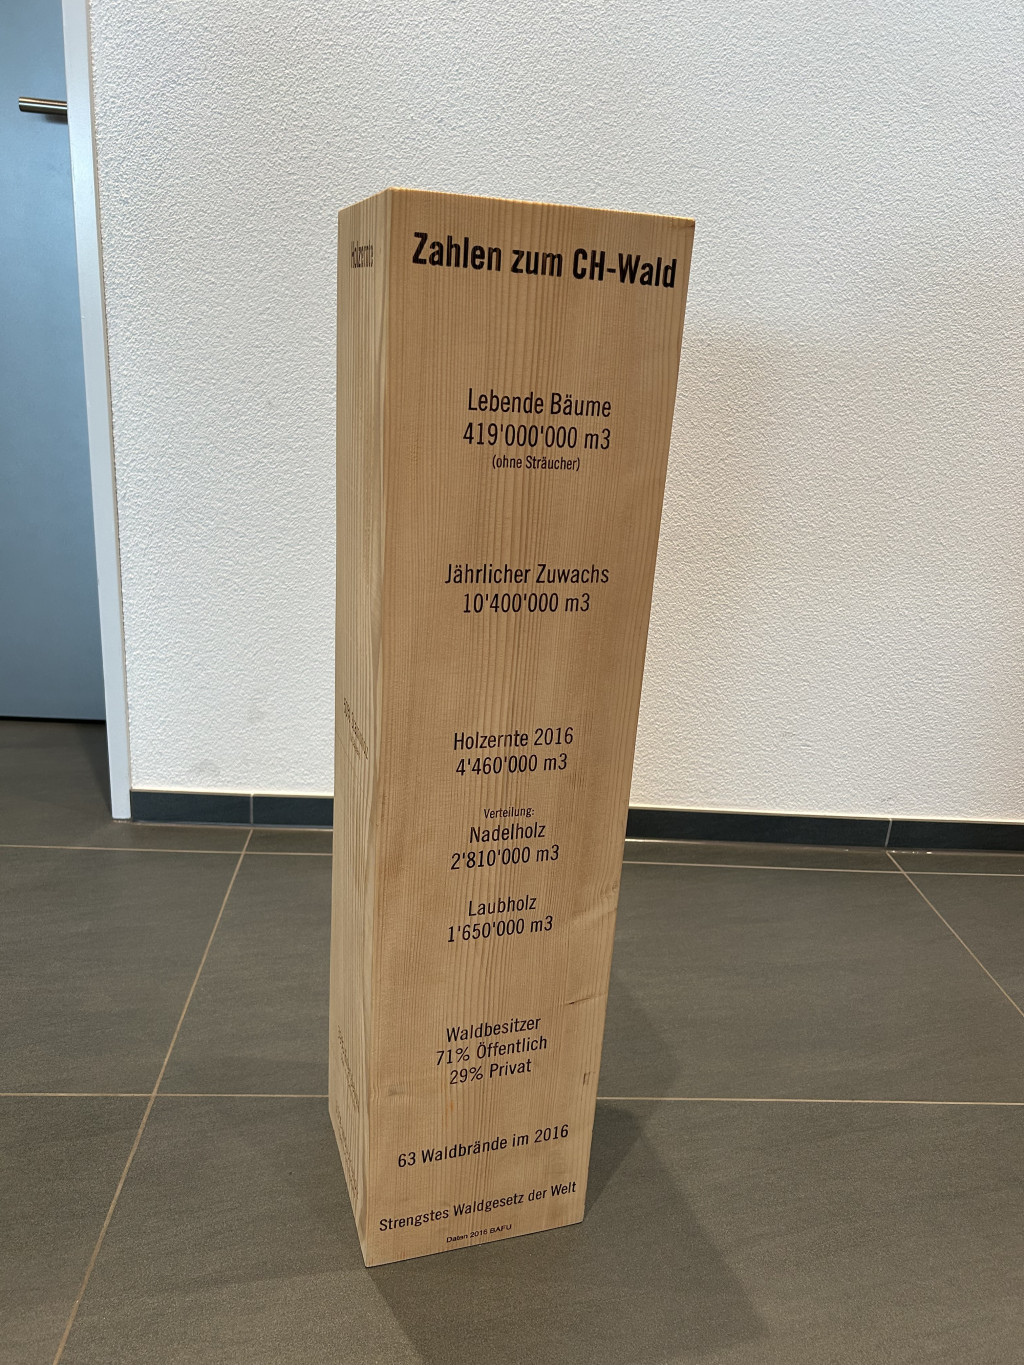 Holzernte
Zahlen zum CH-Wald
Lebende Bäume
419'000'000 m3
(ohne Sträucher)
Jährlicher Zuwachs
10'400'000 m3
Holzernte 2016
4'460'000 m3
Verteilung:
Nadelholz
2'810'000 m3
Laubholz
1'650'000 m3
Waldbesitzer
71% Öffentlich
29% Privat
63 Waldbrände im 2016
Strengstes Waldgesetz der Welt
Daten 2016 BAFU